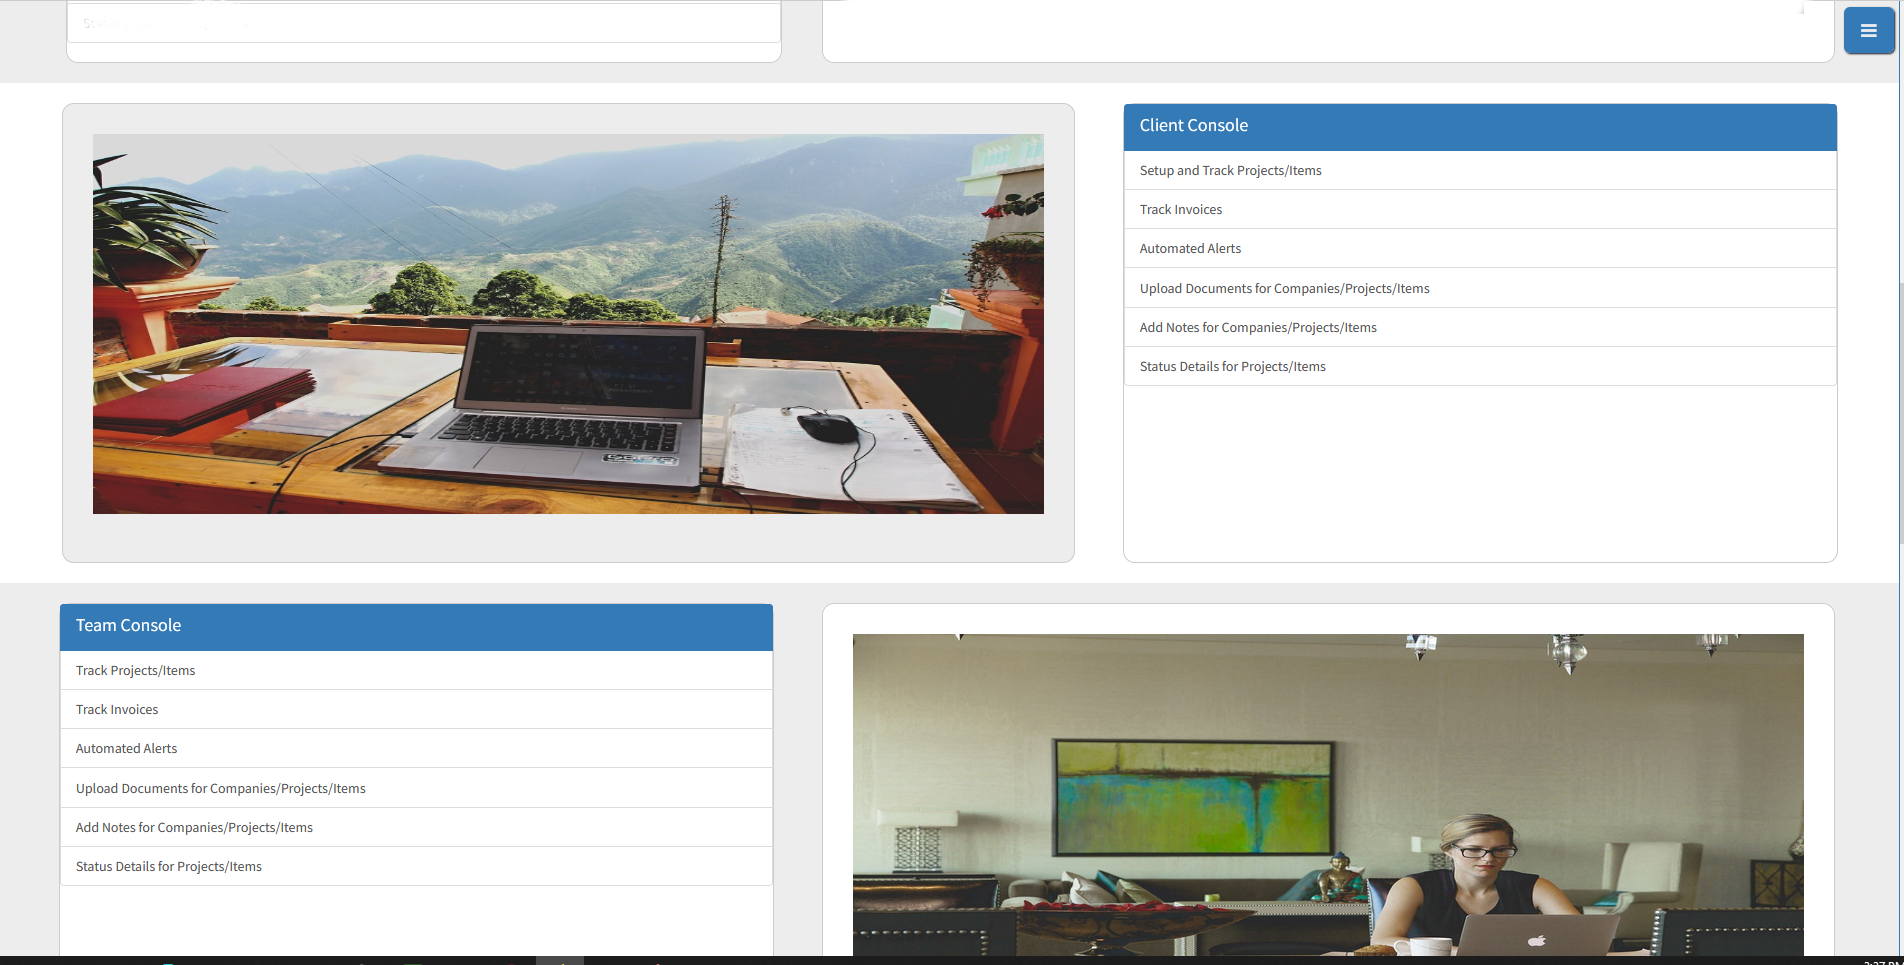 Client Console
Setup and Track Projects/Items
Track Invoices
Automated Alerts
Upload Documents for Companies/Projects/Items
Add Notes for Companies/Projects/Items
Status Details for Projects/Items
Team Console
Track Projects/Items
Track Invoices
Automated Alerts
Upload Documents for Companies/Projects/Items
Add Notes for Companies/Projects/Items
Status Details for Projects/Items